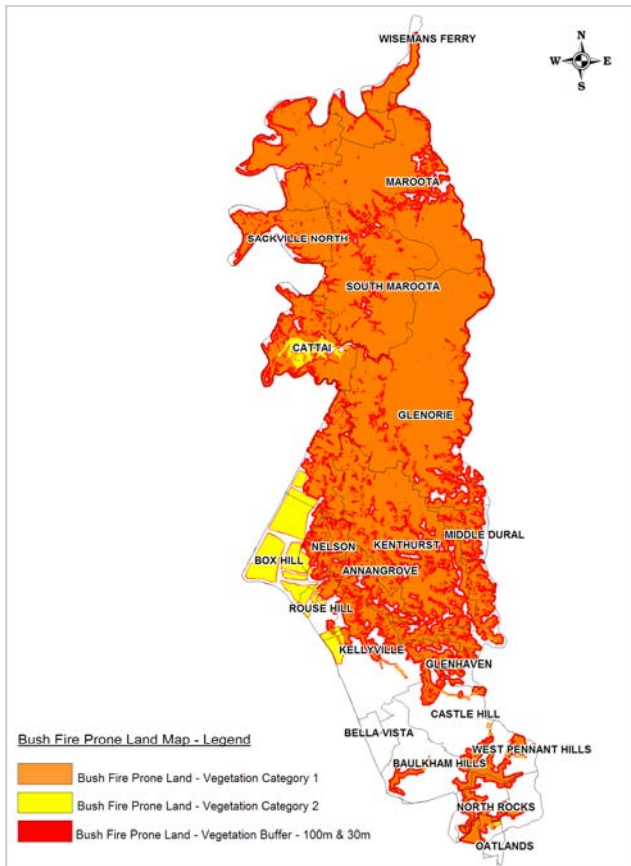 WISEMANS FERRY
N
W E
S
MAROOTA
SACKVILLE NORTH
SOUTH MAROOTA
CATTAI
GLENORIE
MIDDLE DURAL
NELSON
KENTHURST
BOX HILL
ANNANGROVE
ROUSE HILL
KELLYVILLE
GLENHAVEN
CASTLE HILL
BELLA VISTA
WEST PENNANT HILLS
BAULKHAM HILLS
NORTH ROCKS
OATLANDS
Bush Fire Prone Land Map - Legend
Bush Fire Prone Land - Vegetation Category 1
Bush Fire Prone Land - Vegetation Category 2
Bush Fire Prone Land - Vegetation Buffer - 100m & 30m